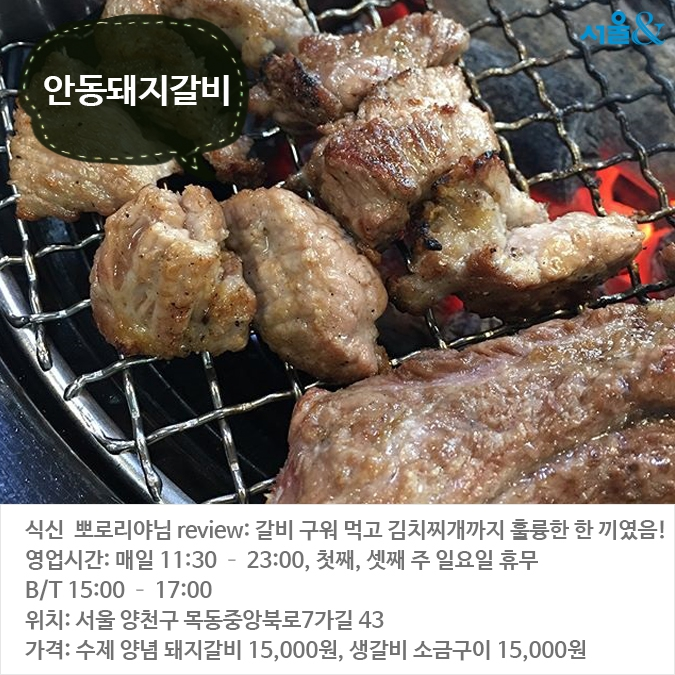 서울&
안동돼지갈비
식신 뽀로리야님 review: 갈비 구워 먹고 김치찌개까지 훌륭한 한 끼였음!
영업시간: 매일 11:30 – 23:00, 첫째, 셋째 주 일요일 휴무
B/T 15:00 – 17:00
위치: 서울 양천구 목동중앙북로7가길 43
가격: 수제 양념 돼지갈비 15,000원, 생갈비 소금구이 15,000원